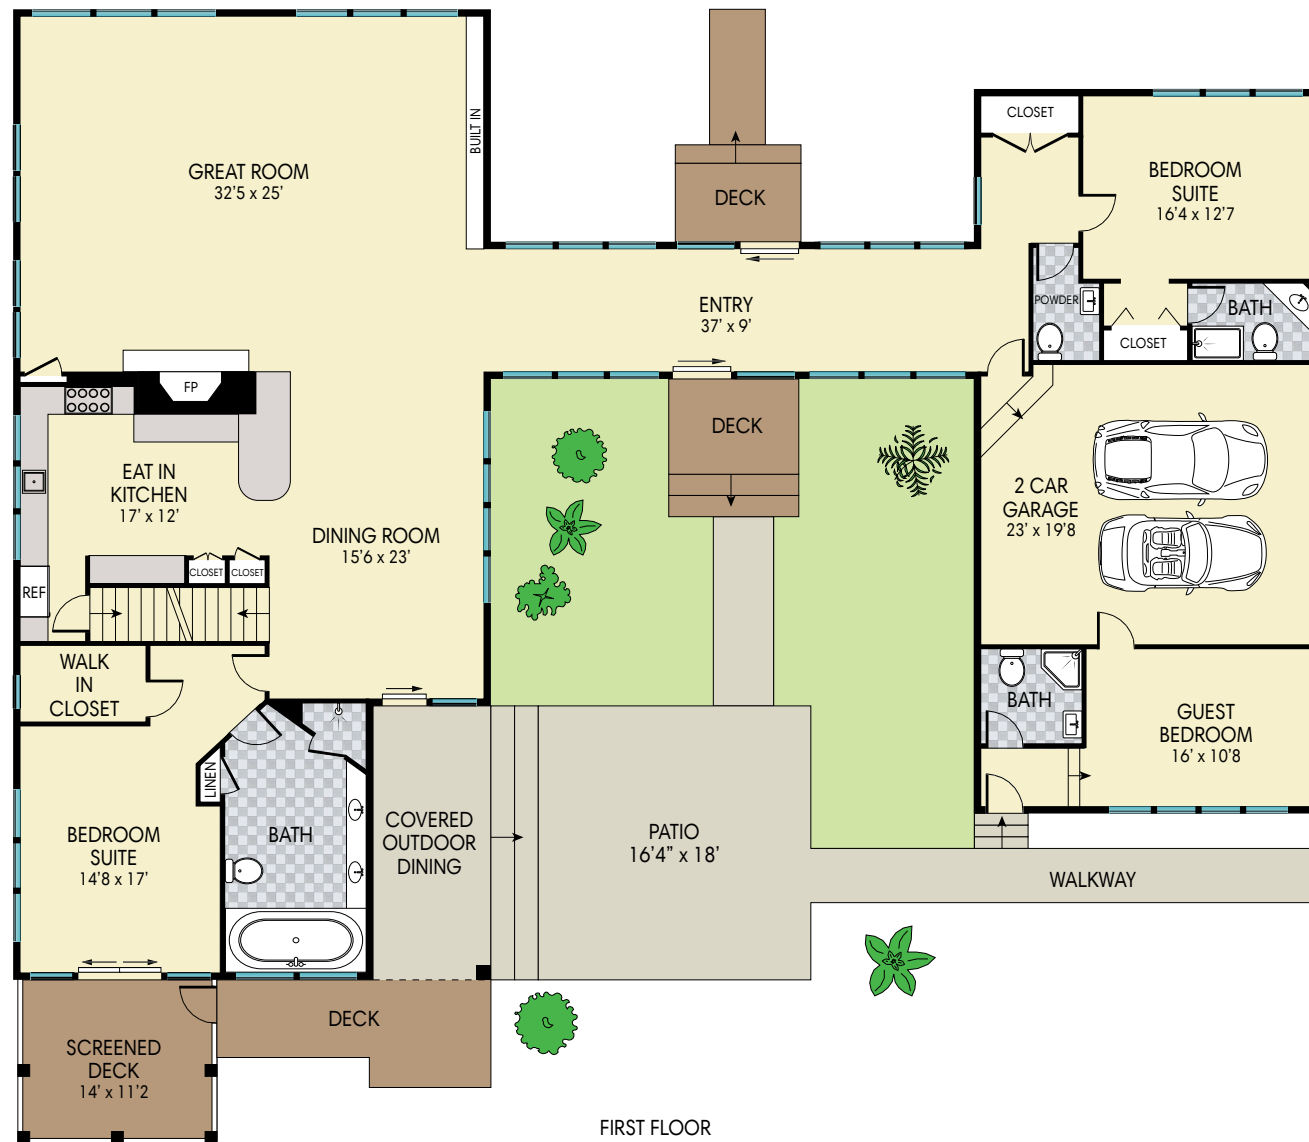 GREAT ROOM
32'5 x 25'
BUILT IN
DECK
CLOSET
BEDROOM
SUITE
16'4 x 12'7
ENTRY
37' x 9'
POWDER
BATH
CLOSET
FP
EAT IN
KITCHEN
17' x 12'
DECK
2 CAR
GARAGE
23' x 19'8
DINING ROOM
15'6 x 23'
CLOSET
CLOSET
REF
WALK
IN
CLOSET
BATH
GUEST
BEDROOM
16' x 10'8
LINEN
BEDROOM
SUITE
14'8 x 17'
BATH
COVERED
OUTDOOR
DINING
PATIO
16'4" x 18'
WALKWAY
DECK
SCREENED
DECK
14' x 11'2
FIRST FLOOR